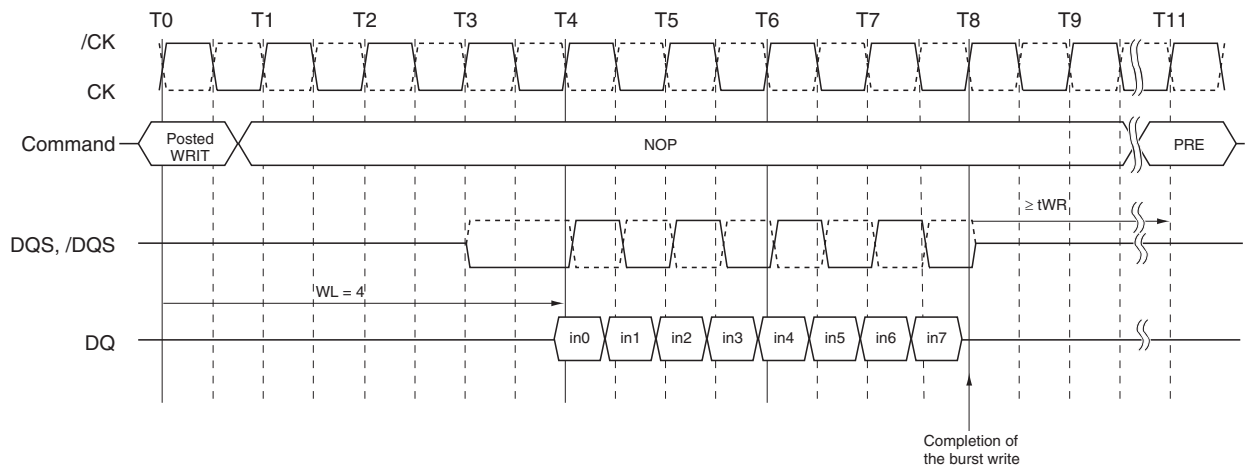 T0 T1 T2 T3 T4 T5 T6 T7 T8 T9 T11
/CK
CK
Command
Posted
WRIT
NOP
PRE
≥ tWR
DQS, /DQS
WL = 4
DQ
in0 in1 in2 in3 in4 in5 in6 in7
Completion of
the burst write